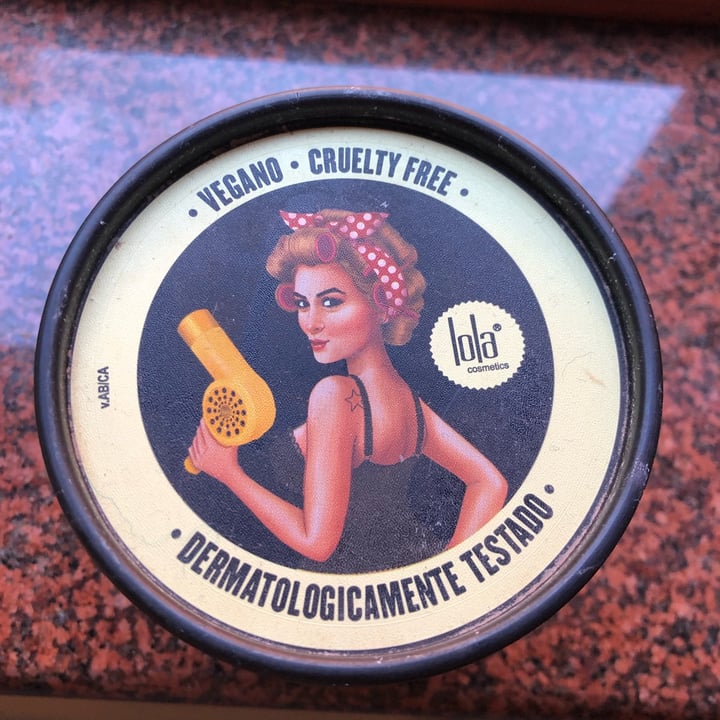 • VEGANO • CRUELTY FREE •
lola®
cosmetics
v.ABICA
• DERMATOLOGICAMENTE TESTADO •